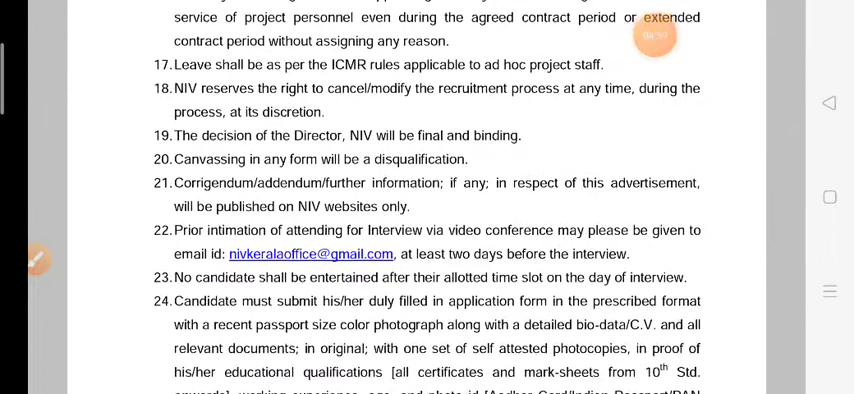 service of project personnel even during the agreed contract period or extended
contract period without assigning any reason.
17. Leave shall be as per the ICMR rules applicable to ad hoc project staff.
18. NIV reserves the right to cancel/modify the recruitment process at any time, during the
process, at its discretion.
19. The decision of the Director, NIV will be final and binding.
20. Canvassing in any form will be a disqualification.
21. Corrigendum/addendum/further information; if any; in respect of this advertisement,
will be published on NIV websites only.
22. Prior intimation of attending for Interview via video conference may please be given to
email id: nivkeralaoffice@gmail.com, at least two days before the interview.
23. No candidate shall be entertained after their allotted time slot on the day of interview.
24. Candidate must submit his/her duly filled in application form in the prescribed format
with a recent passport size color photograph along with a detailed bio-data/C.V. and all
relevant documents; in original; with one set of self attested photocopies, in proof of
his/her educational qualifications [all certificates and mark-sheets from 10th Std.